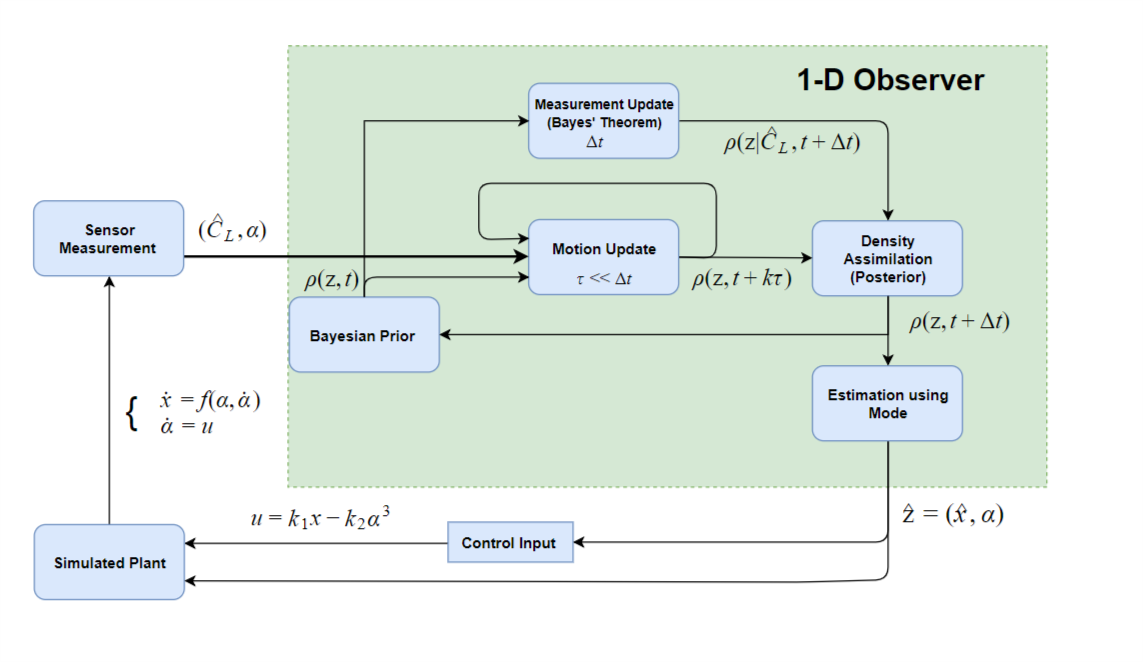 1-D Observer
Measurement Update
(Bayes' Theorem)
Δt
ρ(z|Ĉ_L, t + Δt)
Sensor
Measurement
(Ĉ_L, α)
Motion Update
τ << Δt
Density
Assimilation
(Posterior)
ρ(z, t)
ρ(z, t + kτ)
Bayesian Prior
ρ(z, t + Δt)
Estimation using
Mode
{ ẋ = f(α, α̇)
α̇ = u
ẑ = (x̂, α)
u = k₁x − k₂α³
Control Input
Simulated Plant